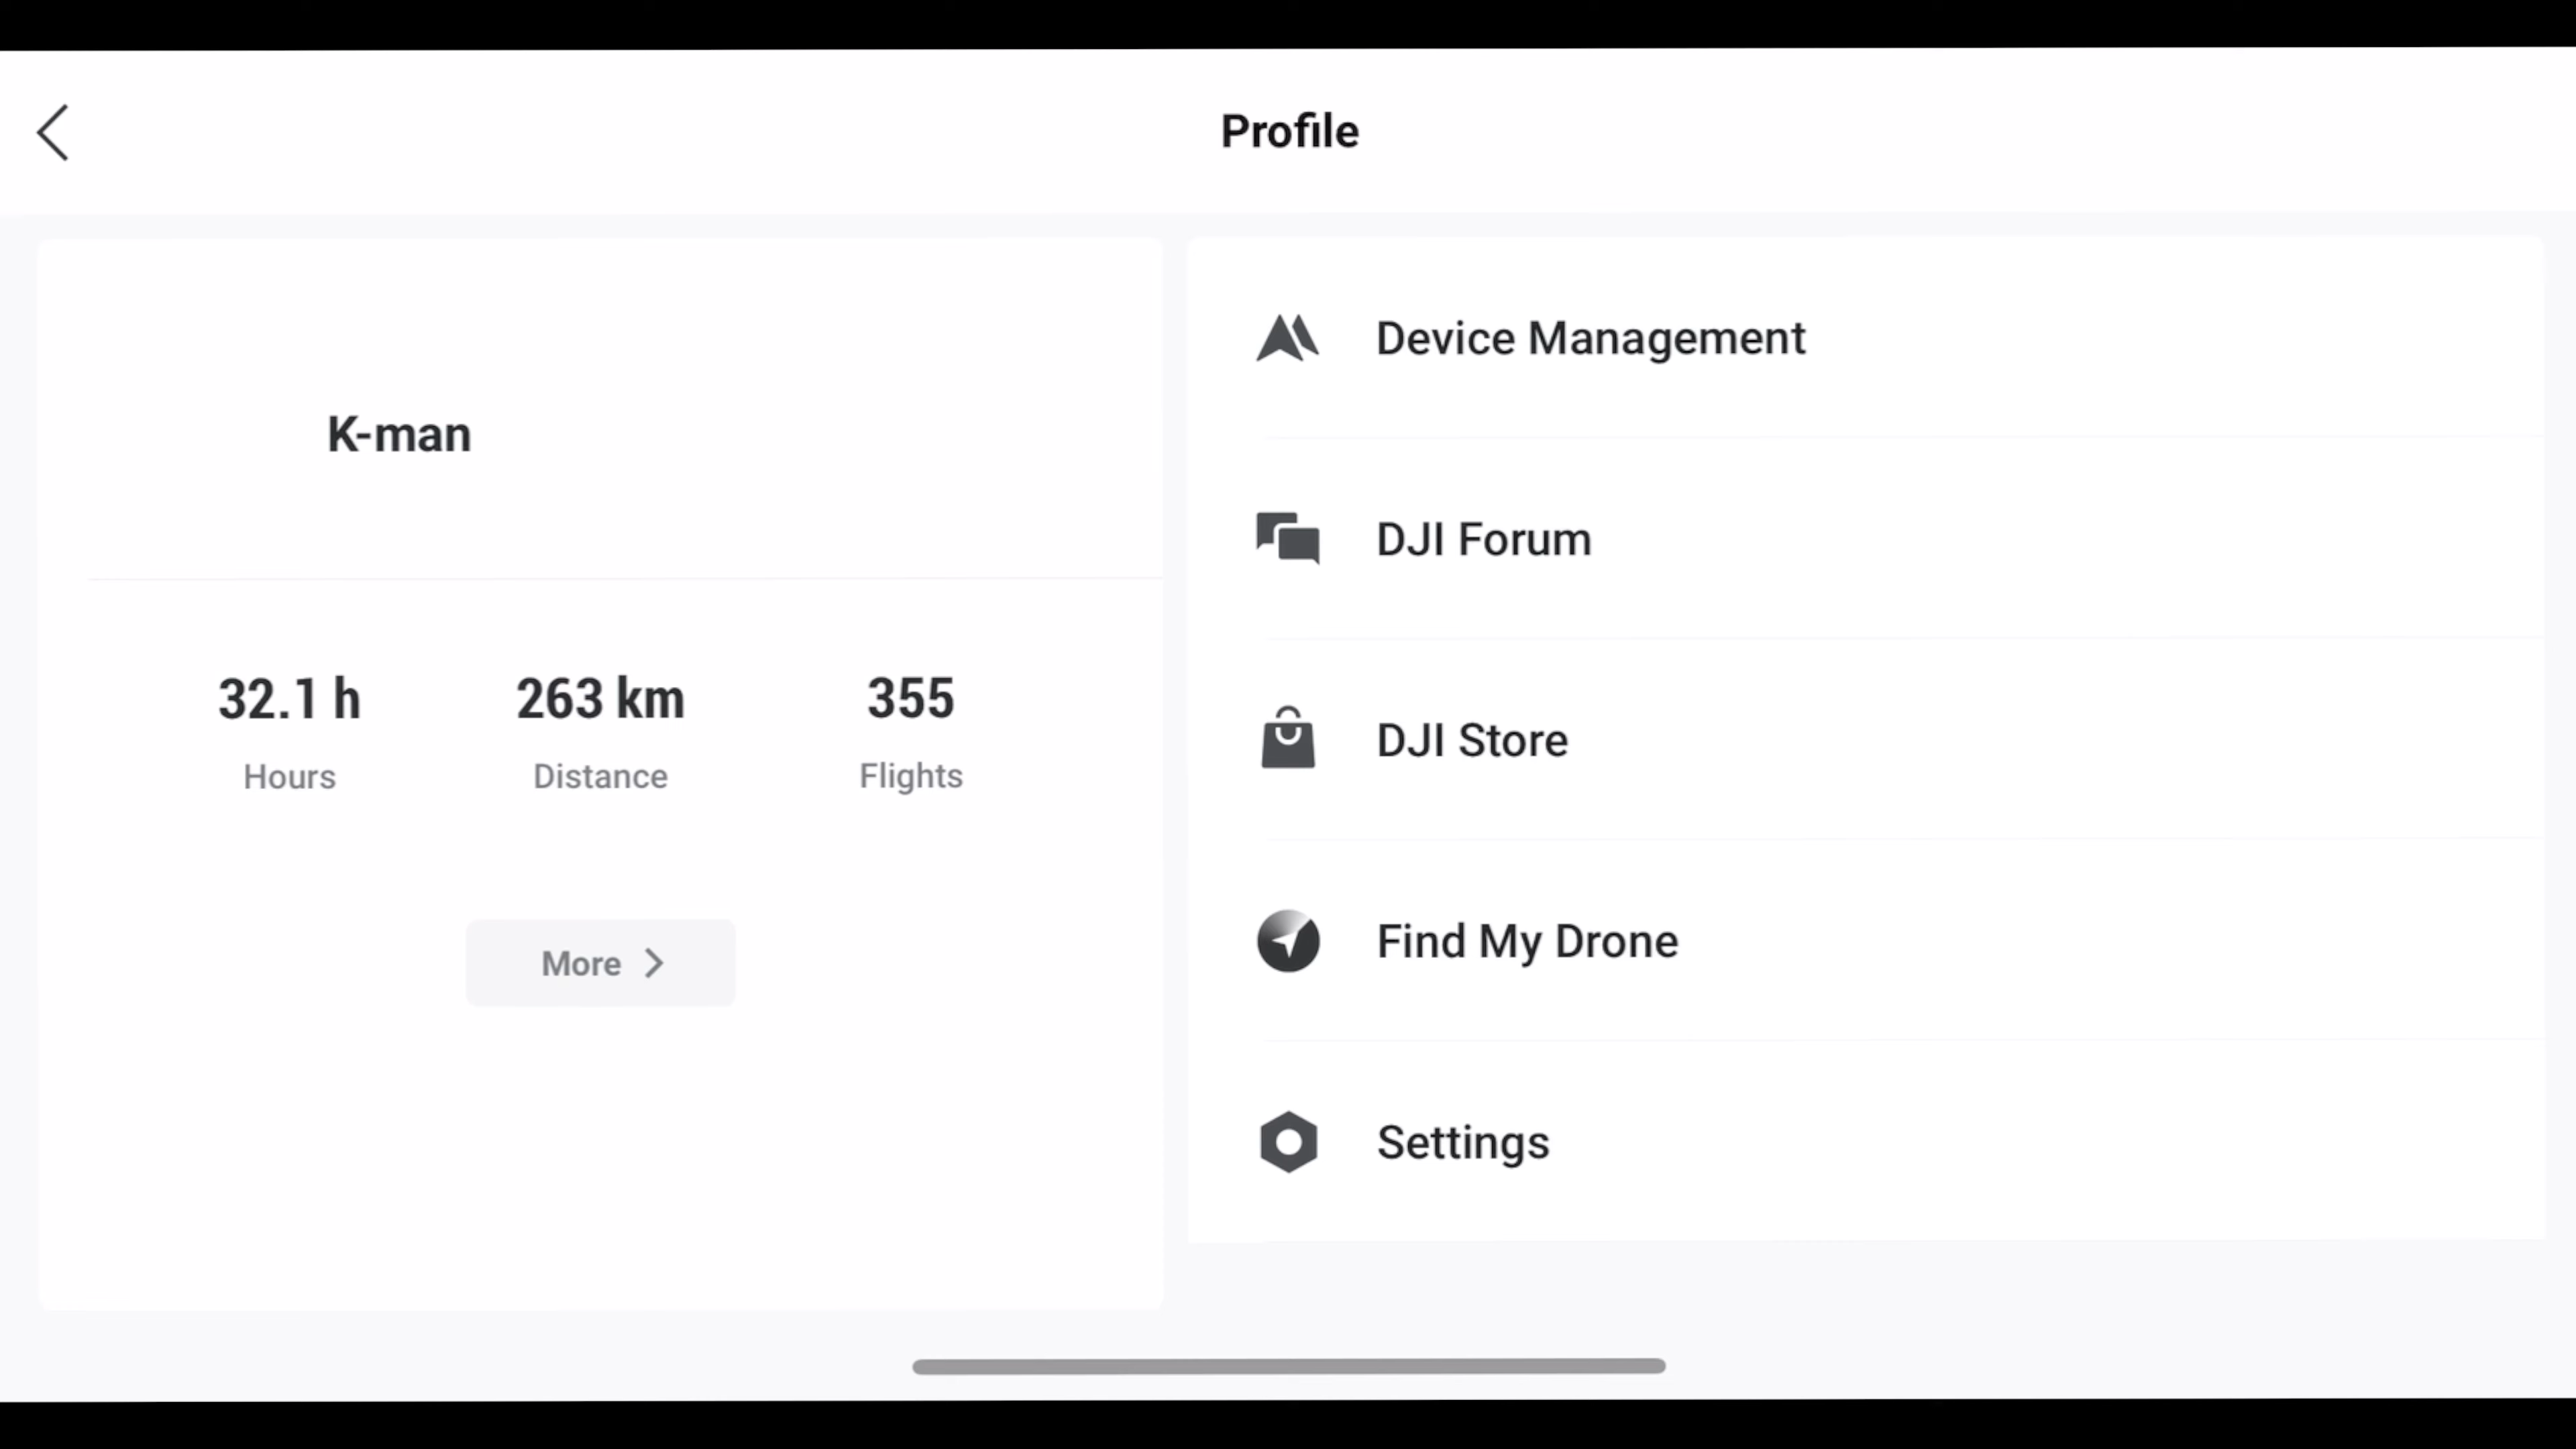 Profile
K-man
32.1 h
Hours
263 km
Distance
355
Flights
More
Device Management
DJI Forum
DJI Store
Find My Drone
Settings